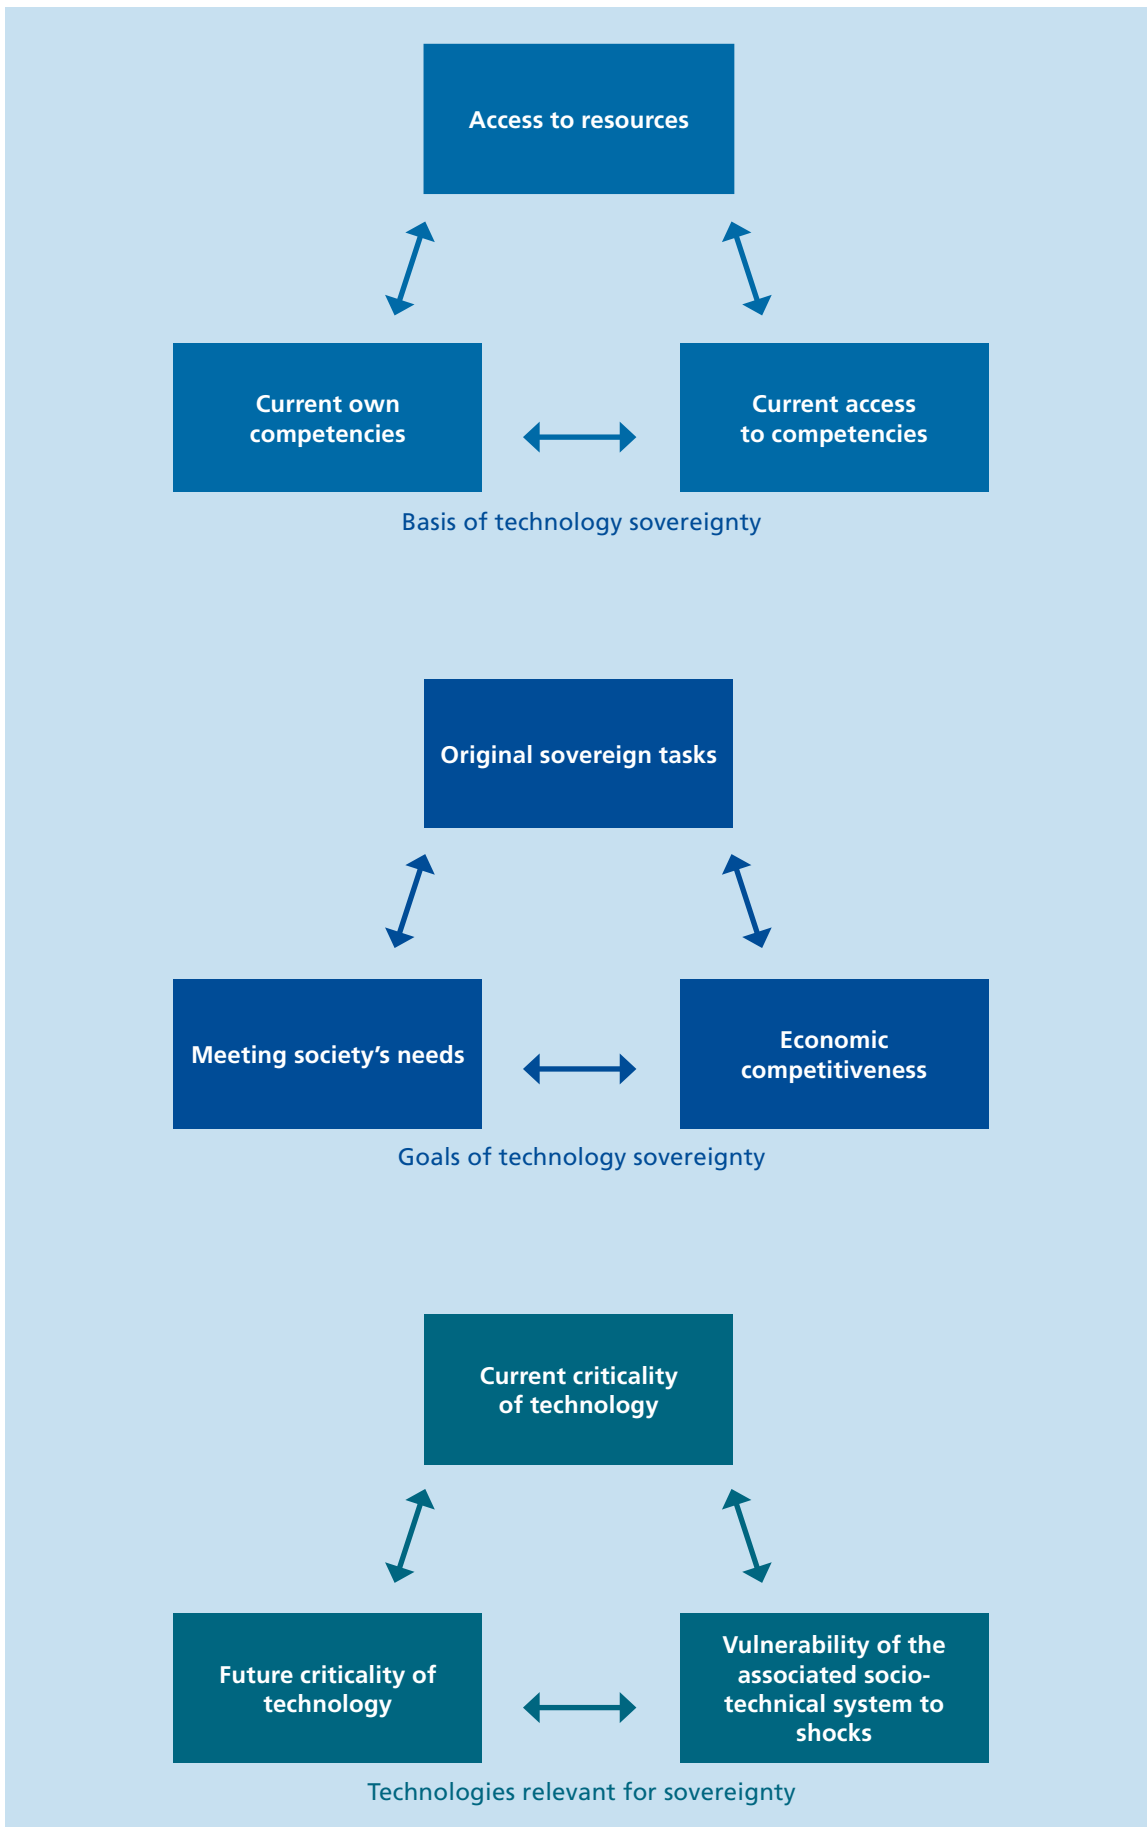 Access to resources
Current own
competencies
Current access
to competencies
Basis of technology sovereignty
Original sovereign tasks
Meeting society’s needs
Economic
competitiveness
Goals of technology sovereignty
Current criticality
of technology
Future criticality of
technology
Vulnerability of the
associated socio-
technical system to
shocks
Technologies relevant for sovereignty